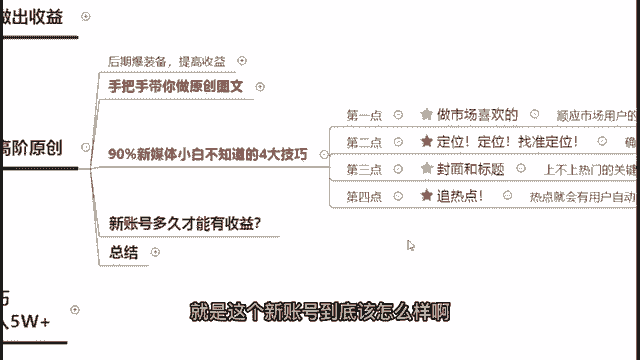 做出收益
后期爆装备，提高收益
手把手带你做原创图文
高阶原创
90%新媒体小白不知道的4大技巧
第一点 做市场喜欢的 顺应市场用户的
第二点 定位！定位！找准定位！ 确
第三点 封面和标题 上不上热门的关键
第四点 追热点！ 热点就会有用户自动
新账号多久才能有收益？
总结
5W+
就是这个新账号到底该怎么样啊